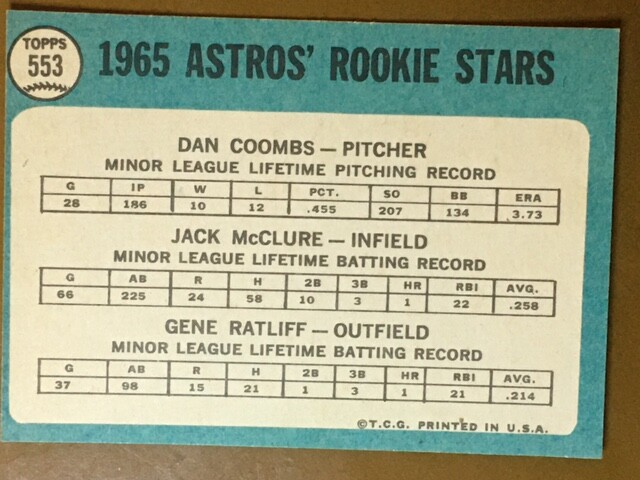 TOPPS
553
1965 ASTROS' ROOKIE STARS
DAN COOMBS — PITCHER
MINOR LEAGUE LIFETIME PITCHING RECORD
G IP W L PCT. SO BB ERA
28 186 10 12 .455 207 134 3.73
JACK McCLURE — INFIELD
MINOR LEAGUE LIFETIME BATTING RECORD
G AB R H 2B 3B HR RBI AVG.
66 225 24 58 10 3 1 22 .258
GENE RATLIFF — OUTFIELD
MINOR LEAGUE LIFETIME BATTING RECORD
G AB R H 2B 3B HR RBI AVG.
37 98 15 21 1 3 1 21 .214
©T.C.G. PRINTED IN U.S.A.